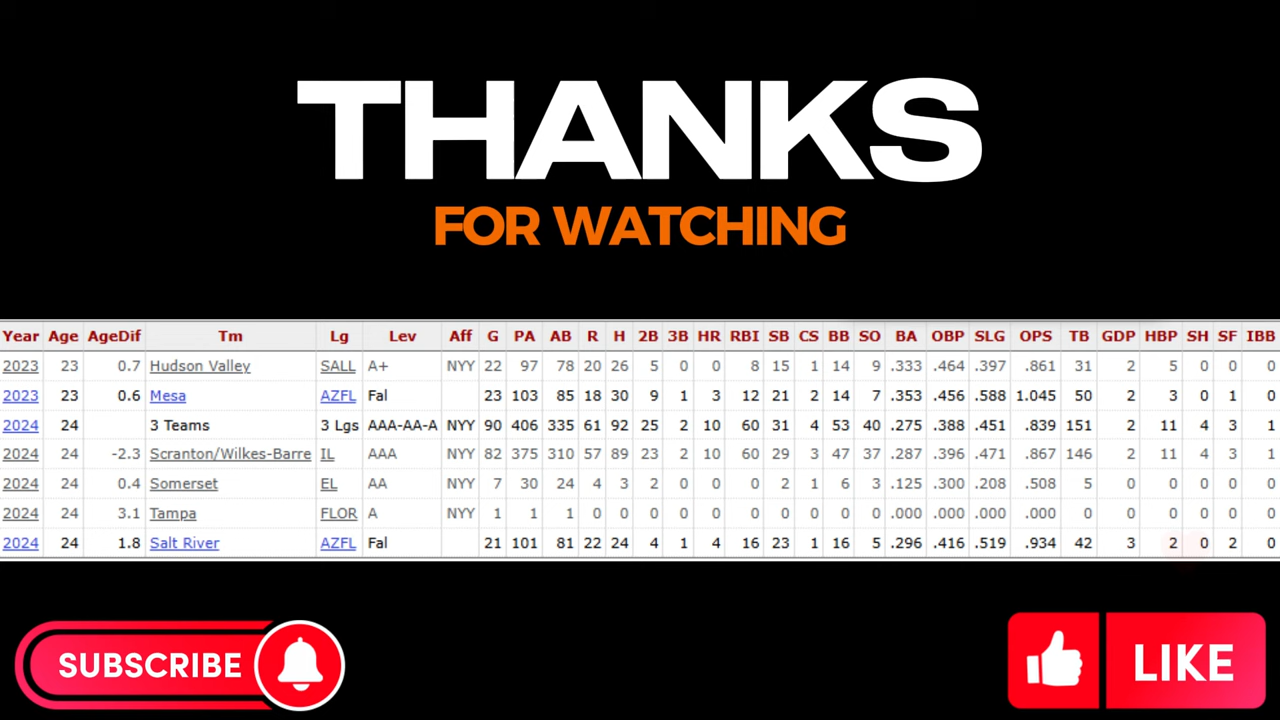 THANKS
FOR WATCHING
Year Age AgeDif Tm Lg Lev Aff G PA AB R H 2B 3B HR RBI SB CS BB SO BA OBP SLG OPS TB GDP HBP SH SF IBB
2023 23 0.7 Hudson Valley SALL A+ NYY 22 97 78 20 26 5 0 0 8 15 1 14 9 .333 .464 .397 .861 31 2 5 0 0 0
2023 23 0.6 Mesa AZFL Fal 23 103 85 18 30 9 1 3 12 21 2 14 7 .353 .456 .588 1.045 50 2 3 0 1 0
2024 24 3 Teams 3 Lgs AAA-AA-A NYY 90 406 335 61 92 25 2 10 60 31 4 53 40 .275 .388 .451 .839 151 2 11 4 3 1
2024 24 -2.3 Scranton/Wilkes-Barre IL AAA NYY 82 375 310 57 89 23 2 10 60 29 3 47 37 .287 .396 .471 .867 146 2 11 4 3 1
2024 24 0.4 Somerset EL AA NYY 7 30 24 4 3 2 0 0 0 2 1 6 3 .125 .300 .208 .508 5 0 0 0 0 0
2024 24 3.1 Tampa FLOR A NYY 1 1 1 0 0 0 0 0 0 0 0 0 0 .000 .000 .000 .000 0 0 0 0 0 0
2024 24 1.8 Salt River AZFL Fal 21 101 81 22 24 4 1 4 16 23 1 16 5 .296 .416 .519 .934 42 3 2 0 2 0
SUBSCRIBE
LIKE